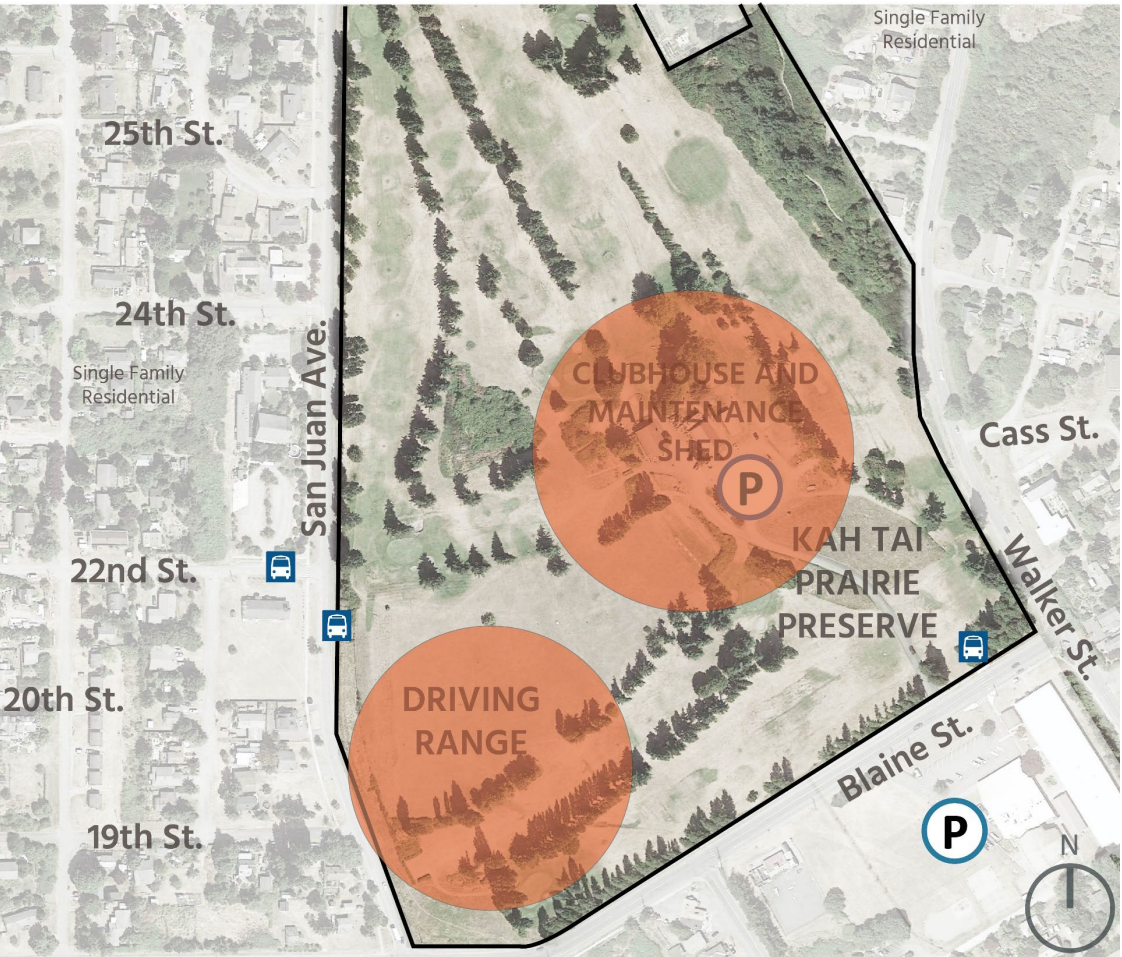 Single Family
Residential
25th St.
24th St.
Single Family
Residential
San Juan Ave.
CLUBHOUSE AND
MAINTENANCE
SHED
P
Cass St.
KAH TAI
PRAIRIE
PRESERVE
22nd St.
Walker St.
20th St.
DRIVING
RANGE
Blaine St.
19th St.
P
N